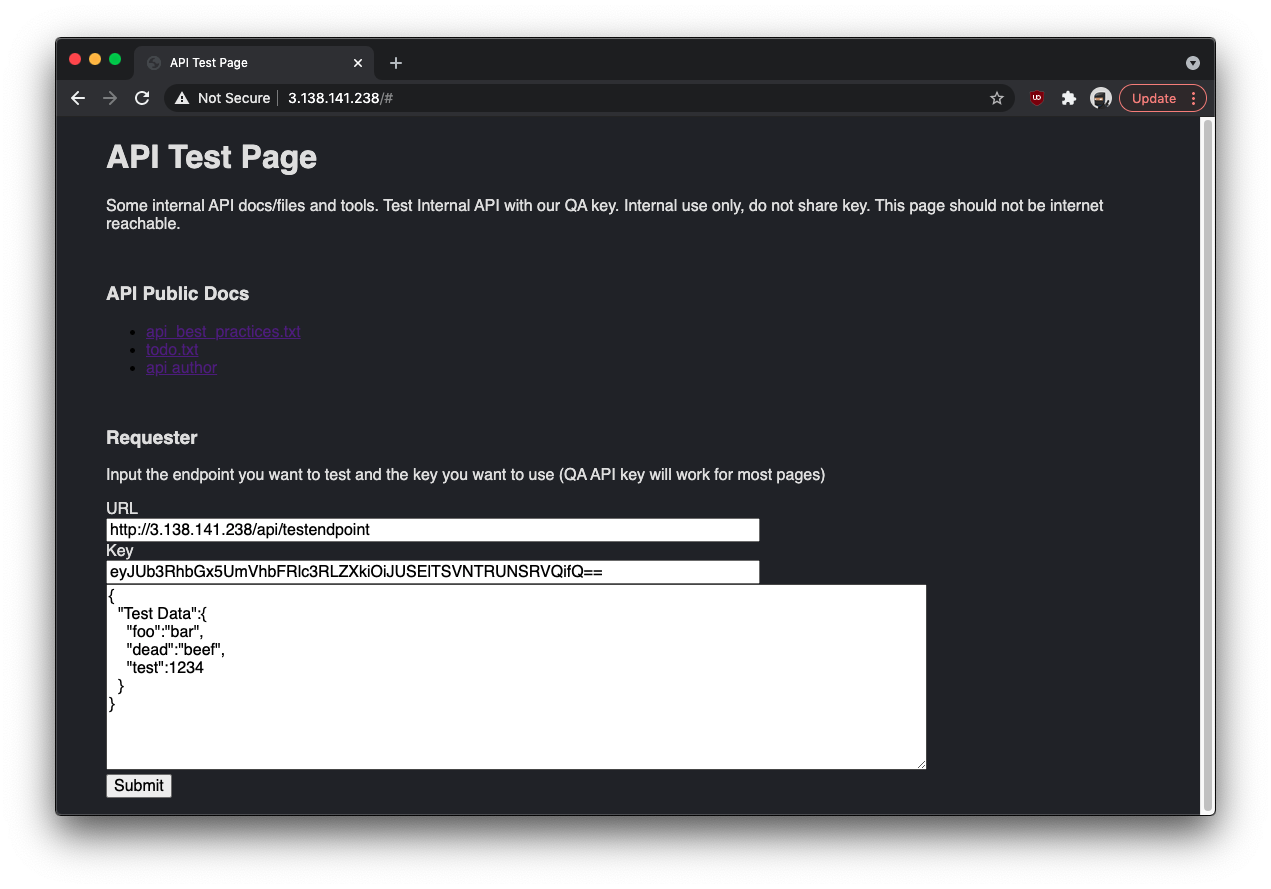 API Test Page
Not Secure
3.138.141.238/#
Update
API Test Page
Some internal API docs/files and tools. Test Internal API with our QA key. Internal use only, do not share key. This page should not be internet
reachable.
API Public Docs
api_best_practices.txt
todo.txt
api author
Requester
Input the endpoint you want to test and the key you want to use (QA API key will work for most pages)
URL
http://3.138.141.238/api/testendpoint
Key
eyJUb3RhbGx5UmVhbFRlc3RLZXkiOiJUSElTSVNTRUNSRVQifQ==
{
"Test Data":{
"foo":"bar",
"dead":"beef",
"test":1234
}
}
Submit